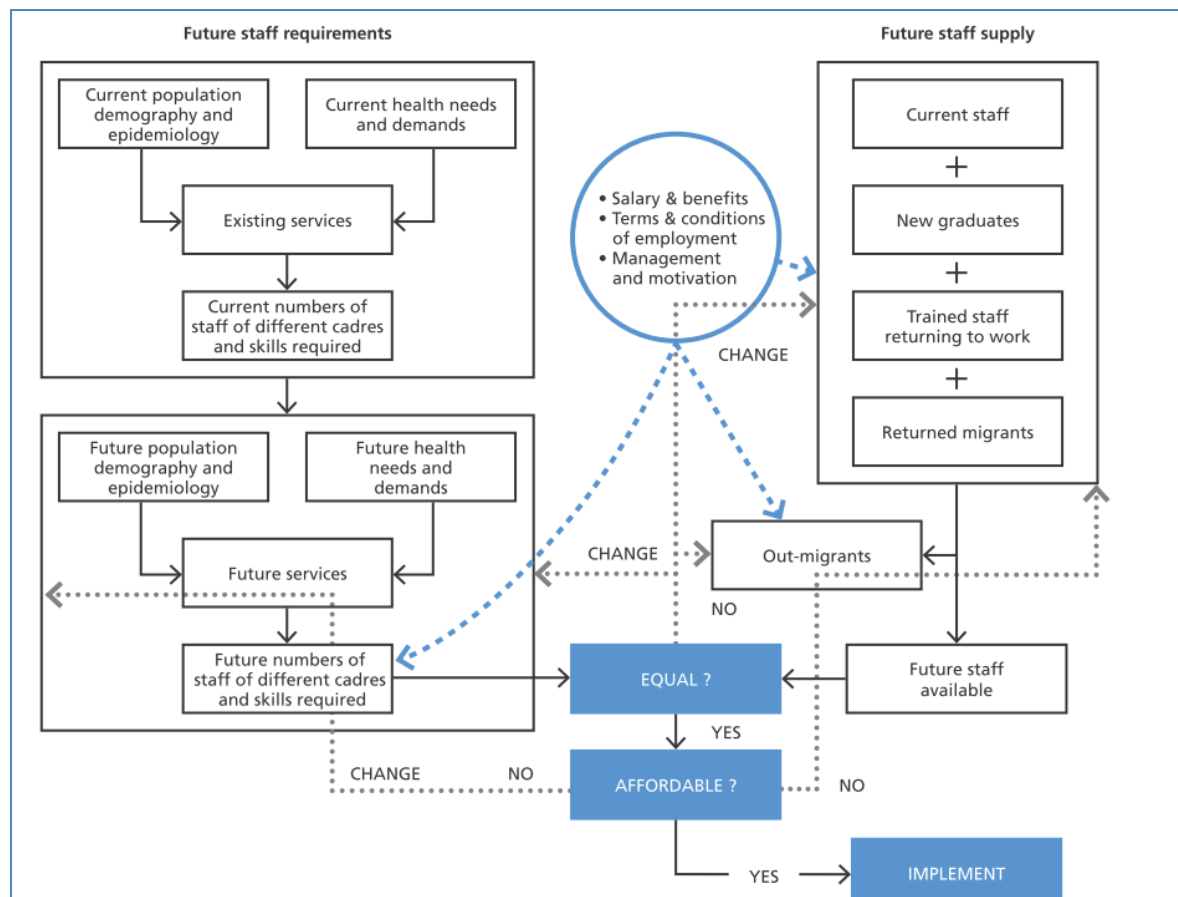 Future staff requirements
Current population
demography and
epidemiology
Current health needs
and demands
Existing services
Current numbers of
staff of different cadres
and skills required
Future population
demography and
epidemiology
Future health
needs and
demands
Future services
Future numbers of
staff of different cadres
and skills required
• Salary & benefits
• Terms & conditions
of employment
• Management
and motivation
CHANGE
CHANGE
NO
Future staff supply
Current staff
+
New graduates
+
Trained staff
returning to work
+
Returned migrants
Out-migrants
Future staff
available
EQUAL ?
YES
CHANGE
NO
AFFORDABLE ?
NO
YES
IMPLEMENT